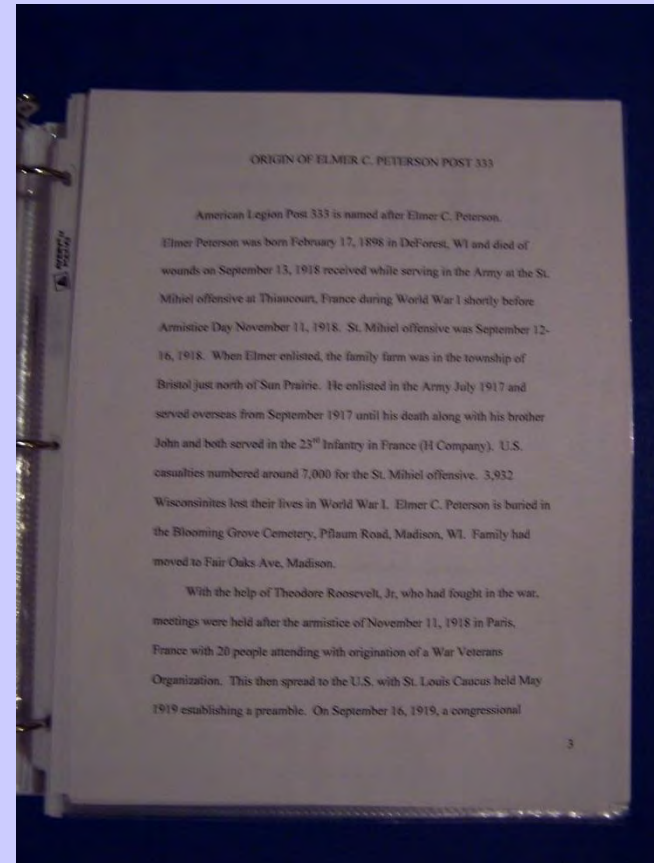 ORIGIN OF ELMER C. PETERSON POST 333
American Legion Post 333 is named after Elmer C. Peterson.
Elmer Peterson was born February 17, 1898 in DeForest, WI and died of
wounds on September 13, 1918 received while serving in the Army at the St.
Mihiel offensive at Thiaucourt, France during World War I shortly before
Armistice Day November 11, 1918. St. Mihiel offensive was September 12-
16, 1918. When Elmer enlisted, the family farm was in the township of
Bristol just north of Sun Prairie. He enlisted in the Army July 1917 and
served overseas from September 1917 until his death along with his brother
John and both served in the 23rd Infantry in France (H Company). U.S.
casualties numbered around 7,000 for the St. Mihiel offensive. 3,932
Wisconsinites lost their lives in World War I. Elmer C. Peterson is buried in
the Blooming Grove Cemetery, Pflaum Road, Madison, WI. Family had
moved to Fair Oaks Ave, Madison.
With the help of Theodore Roosevelt, Jr, who had fought in the war,
meetings were held after the armistice of November 11, 1918 in Paris,
France with 20 people attending with origination of a War Veterans
Organization. This then spread to the U.S. with St. Louis Caucus held May
1919 establishing a preamble. On September 16, 1919, a congressional
3